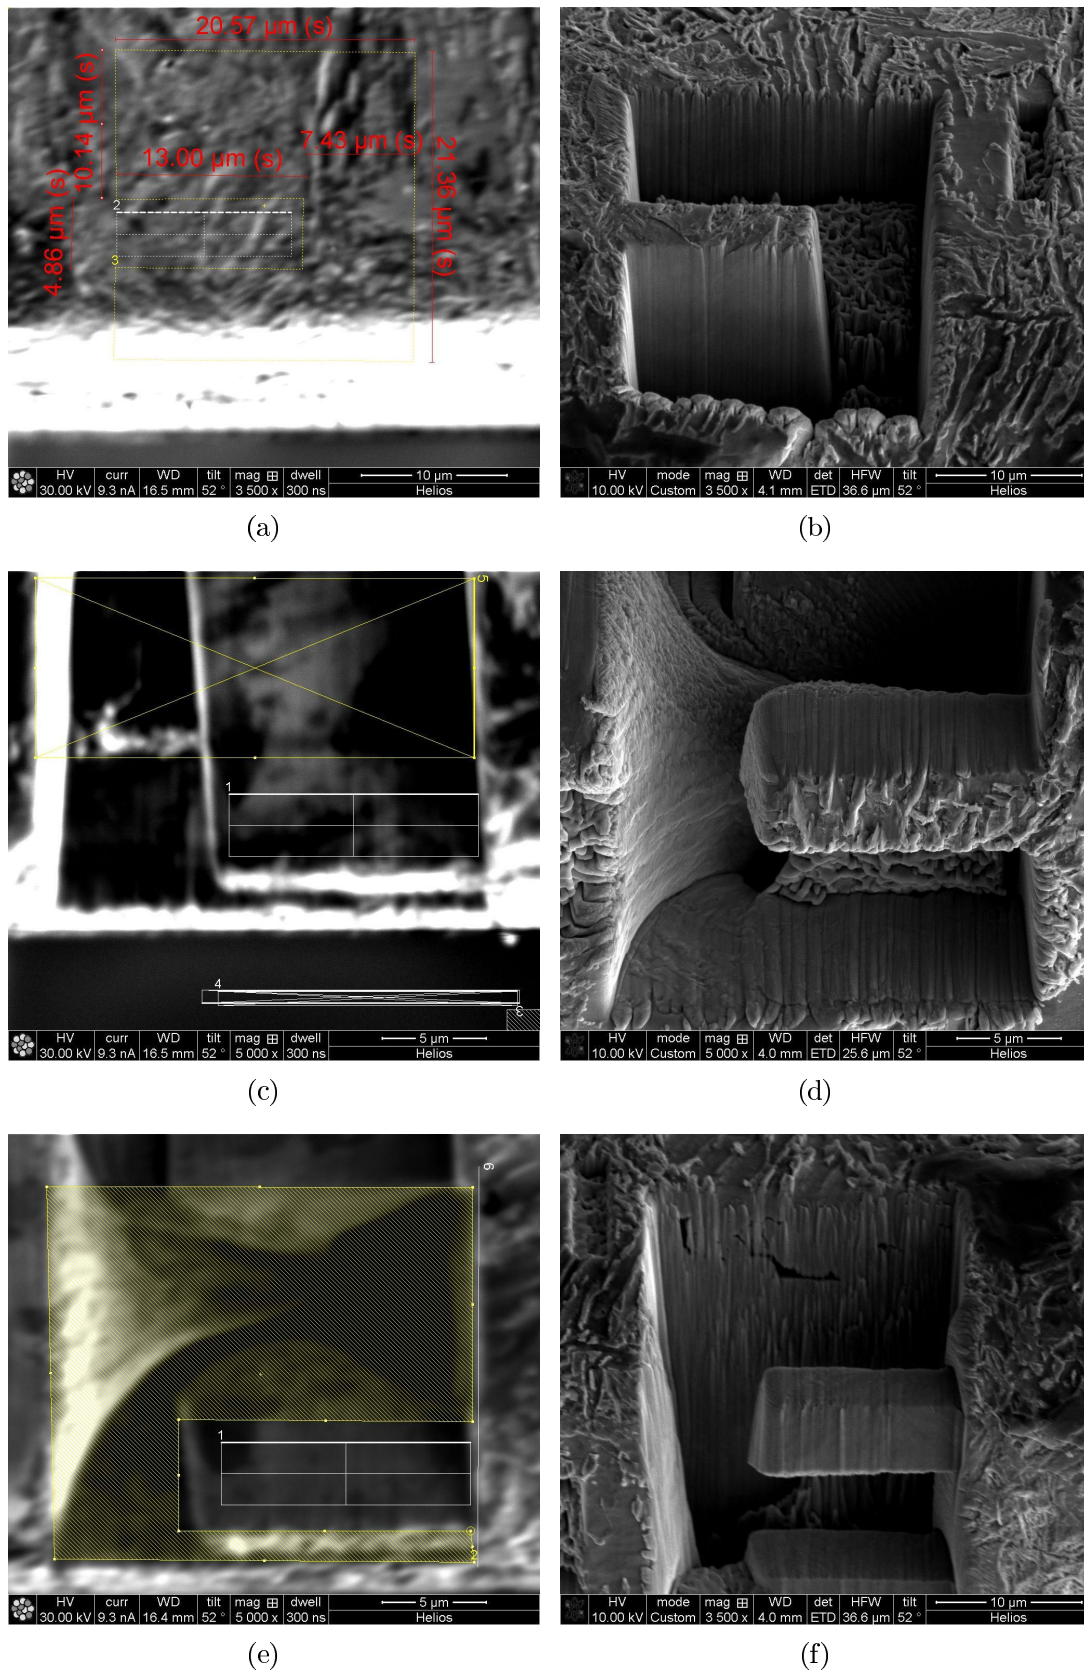 20.57 µm (s)
10.14 µm (s)
7.43 µm (s)
13.00 µm (s)
21.36 µm (s)
4.86 µm (s)
2
3
HV curr WD tilt mag dwell 10 µm
30.00 kV 9.3 nA 16.5 mm 52 ° 3 500 x 300 ns Helios
HV mode WD det HFW tilt mag 10 µm
10.00 kV Custom 3 500 x 4.1 mm ETD 36.6 µm 52 ° Helios
(a)
(b)
5
1
4
3
HV curr WD tilt mag dwell 5 µm
30.00 kV 9.3 nA 16.5 mm 52 ° 5 000 x 300 ns Helios
HV mode mag WD det HFW tilt 5 µm
10.00 kV Custom 5 000 x 4.0 mm ETD 25.6 µm 52 ° Helios
(c)
(d)
6
1
2
HV curr WD tilt mag dwell 5 µm
30.00 kV 9.3 nA 16.4 mm 52 ° 5 000 x 300 ns Helios
HV mode mag WD det HFW tilt 10 µm
10.00 kV Custom 3 500 x 4.0 mm ETD 36.6 µm 52 ° Helios
(e)
(f)